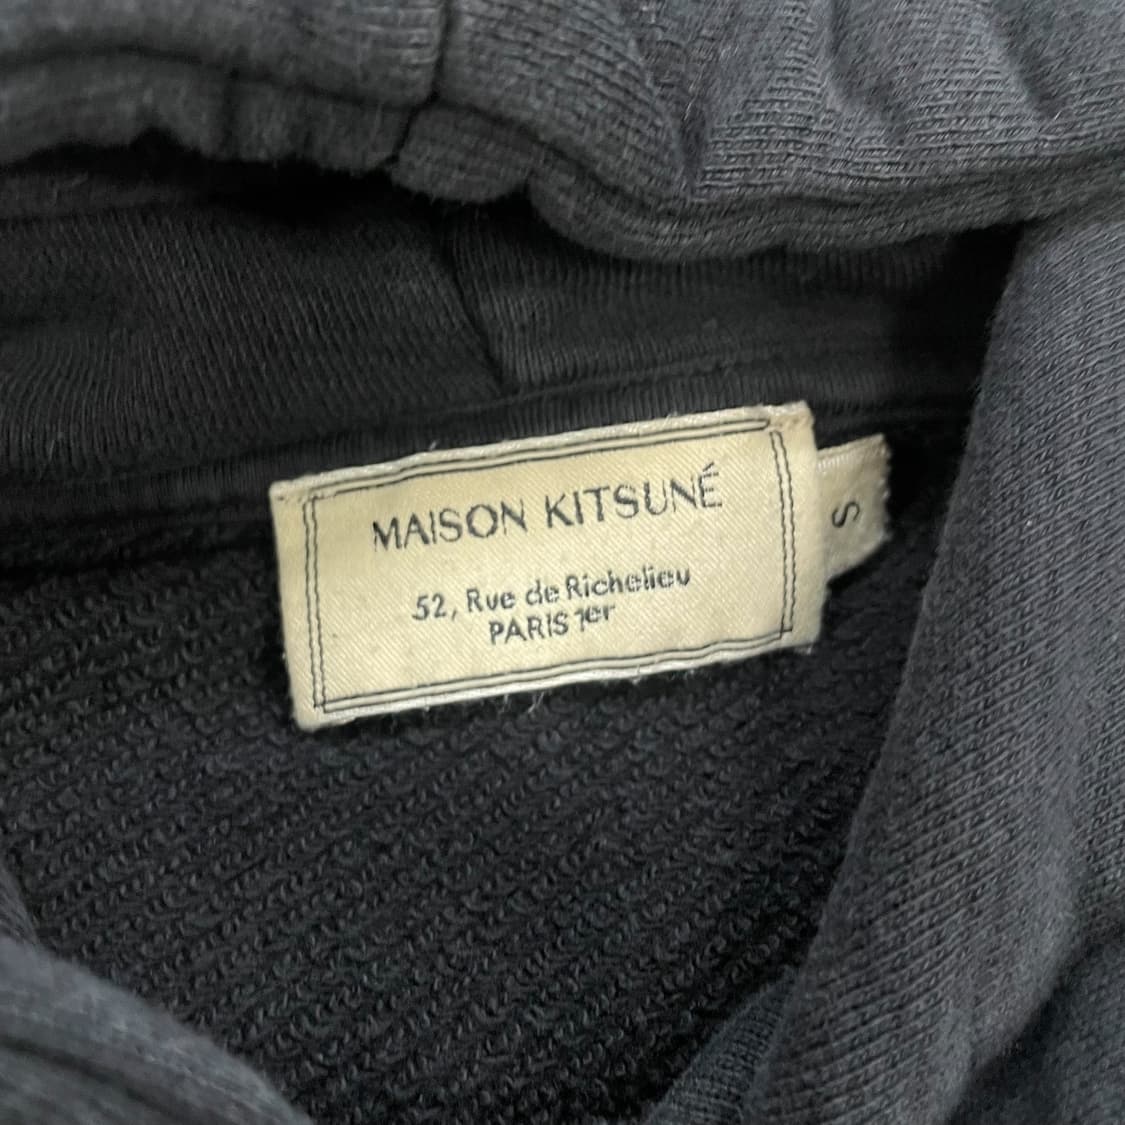 MAISON KITSUNÉ
S
52, Rue de Richelieu
PARIS 1er